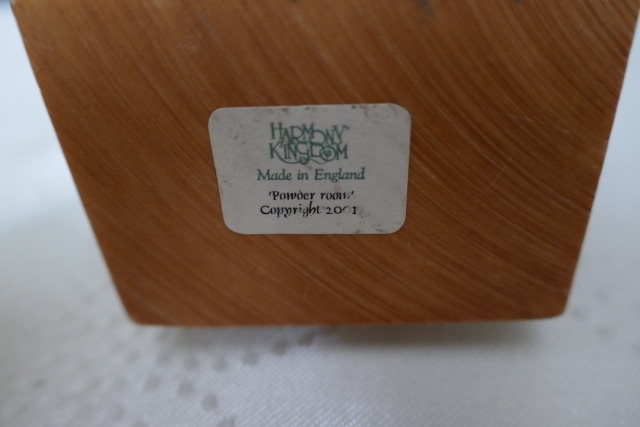 HARMONY
KINGDOM
Made in England
'Powder room'
Copyright 2001